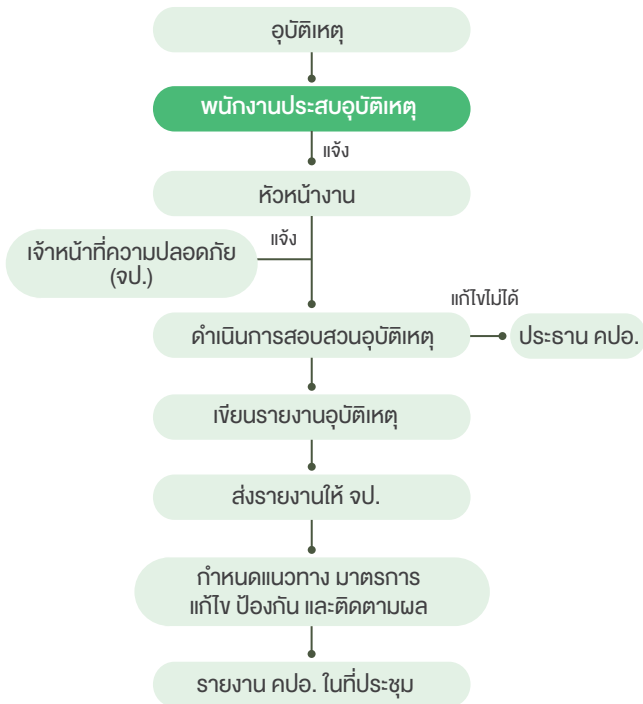 อุบัติเหตุ
พนักงานประสบอุบัติเหตุ
แจ้ง
หัวหน้างาน
แจ้ง
เจ้าหน้าที่ความปลอดภัย
(จป.)
แก้ไขไม่ได้
ดำเนินการสอบสวนอุบัติเหตุ
ประธาน คปอ.
เขียนรายงานอุบัติเหตุ
ส่งรายงานให้ จป.
กำหนดแนวทาง มาตรการ
แก้ไข ป้องกัน และติดตามผล
รายงาน คปอ. ในที่ประชุม